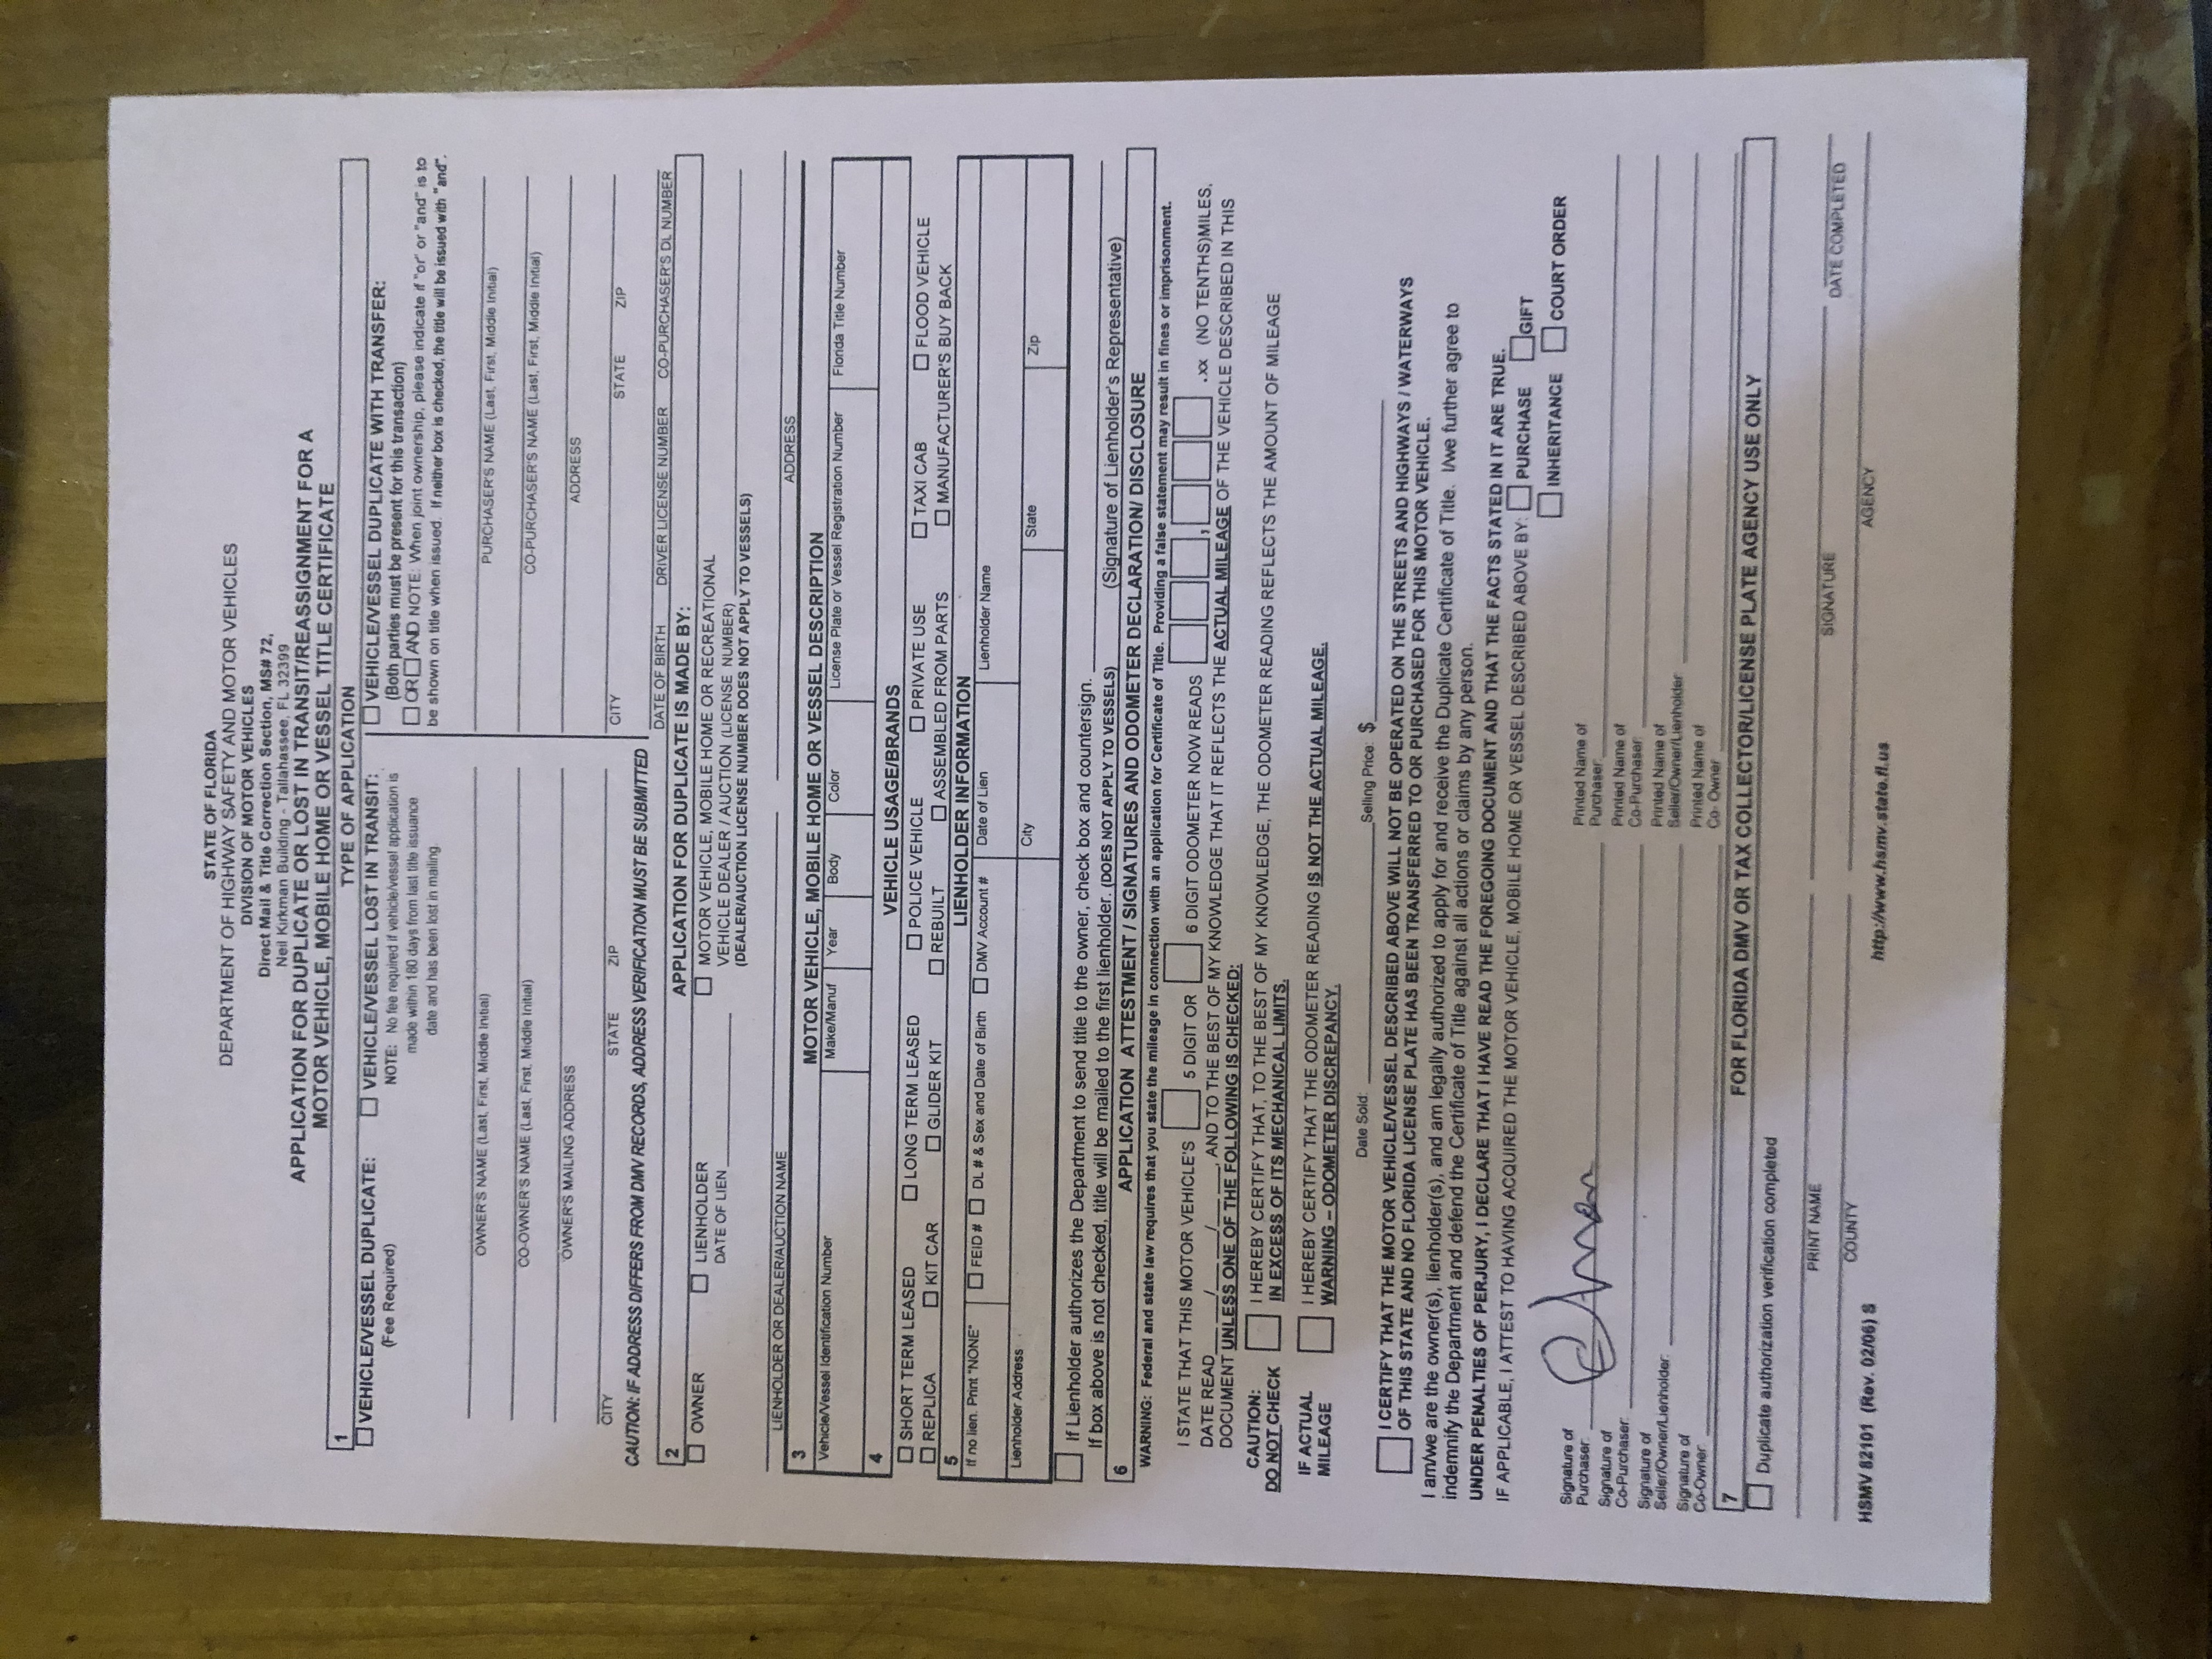 STATE OF FLORIDA
DEPARTMENT OF HIGHWAY SAFETY AND MOTOR VEHICLES
DIVISION OF MOTOR VEHICLES
Direct Mail & Title Correction Section, MS# 72,
Neil Kirkman Building - Tallahassee, FL 32399
APPLICATION FOR DUPLICATE OR LOST IN TRANSIT/REASSIGNMENT FOR A
MOTOR VEHICLE, MOBILE HOME OR VESSEL TITLE CERTIFICATE
1 TYPE OF APPLICATION
VEHICLE/VESSEL DUPLICATE:
(Fee Required)
VEHICLE/VESSEL LOST IN TRANSIT:
NOTE: No fee required if vehicle/vessel application is
made within 180 days from last title issuance
date and has been lost in mailing.
OWNER'S NAME (Last, First, Middle Initial)
CO-OWNER'S NAME (Last, First, Middle Initial)
OWNER'S MAILING ADDRESS
CITY STATE ZIP
CAUTION: IF ADDRESS DIFFERS FROM DMV RECORDS, ADDRESS VERIFICATION MUST BE SUBMITTED
VEHICLE/VESSEL DUPLICATE WITH TRANSFER:
(Both parties must be present for this transaction)
OR AND NOTE: When joint ownership, please indicate if "or" or "and" is to
be shown on title when issued. If neither box is checked, the title will be issued with "and".
PURCHASER'S NAME (Last, First, Middle Initial)
CO-PURCHASER'S NAME (Last, First, Middle Initial)
ADDRESS
CITY STATE ZIP
DATE OF BIRTH DRIVER LICENSE NUMBER CO-PURCHASER'S DL NUMBER
2 APPLICATION FOR DUPLICATE IS MADE BY:
OWNER LIENHOLDER MOTOR VEHICLE, MOBILE HOME OR RECREATIONAL
DATE OF LIEN VEHICLE DEALER / AUCTION (LICENSE NUMBER)
(DEALER/AUCTION LICENSE NUMBER DOES NOT APPLY TO VESSELS)
LIENHOLDER OR DEALER/AUCTION NAME ADDRESS
3 MOTOR VEHICLE, MOBILE HOME OR VESSEL DESCRIPTION
Vehicle/Vessel Identification Number Make/Manuf Year Body Color License Plate or Vessel Registration Number Florida Title Number
4 VEHICLE USAGE/BRANDS
SHORT TERM LEASED LONG TERM LEASED POLICE VEHICLE PRIVATE USE TAXI CAB FLOOD VEHICLE
REPLICA KIT CAR GLIDER KIT REBUILT ASSEMBLED FROM PARTS MANUFACTURER'S BUY BACK
5 LIENHOLDER INFORMATION
If no lien. Print "NONE" FEID # DL # & Sex and Date of Birth DMV Account # Date of Lien Lienholder Name
Lienholder Address City State Zip
If Lienholder authorizes the Department to send title to the owner, check box and countersign.
If box above is not checked, title will be mailed to the first lienholder. (DOES NOT APPLY TO VESSELS) (Signature of Lienholder's Representative)
6 APPLICATION ATTESTMENT / SIGNATURES AND ODOMETER DECLARATION/ DISCLOSURE
WARNING: Federal and state law requires that you state the mileage in connection with an application for Certificate of Title. Providing a false statement may result in fines or imprisonment.
I STATE THAT THIS MOTOR VEHICLE'S 5 DIGIT OR 6 DIGIT ODOMETER NOW READS , .xx (NO TENTHS)MILES,
DATE READ__ __/__ __/__ __, AND TO THE BEST OF MY KNOWLEDGE THAT IT REFLECTS THE ACTUAL MILEAGE OF THE VEHICLE DESCRIBED IN THIS
DOCUMENT UNLESS ONE OF THE FOLLOWING IS CHECKED:
CAUTION:
DO NOT CHECK
I HEREBY CERTIFY THAT, TO THE BEST OF MY KNOWLEDGE, THE ODOMETER READING REFLECTS THE AMOUNT OF MILEAGE
IN EXCESS OF ITS MECHANICAL LIMITS.
IF ACTUAL
MILEAGE
I HEREBY CERTIFY THAT THE ODOMETER READING IS NOT THE ACTUAL MILEAGE.
WARNING – ODOMETER DISCREPANCY.
Date Sold: Selling Price: $
I CERTIFY THAT THE MOTOR VEHICLE/VESSEL DESCRIBED ABOVE WILL NOT BE OPERATED ON THE STREETS AND HIGHWAYS / WATERWAYS
OF THIS STATE AND NO FLORIDA LICENSE PLATE HAS BEEN TRANSFERRED TO OR PURCHASED FOR THIS MOTOR VEHICLE.
I am/we are the owner(s), lienholder(s), and am legally authorized to apply for and receive the Duplicate Certificate of Title. I/we further agree to
indemnify the Department and defend the Certificate of Title against all actions or claims by any person.
UNDER PENALTIES OF PERJURY, I DECLARE THAT I HAVE READ THE FOREGOING DOCUMENT AND THAT THE FACTS STATED IN IT ARE TRUE.
IF APPLICABLE, I ATTEST TO HAVING ACQUIRED THE MOTOR VEHICLE, MOBILE HOME OR VESSEL DESCRIBED ABOVE BY: PURCHASE GIFT
INHERITANCE COURT ORDER
Signature of
Purchaser:
Printed Name of
Purchaser:
Signature of
Co-Purchaser:
Printed Name of
Co-Purchaser:
Signature of
Seller/Owner/Lienholder:
Printed Name of
Seller/Owner/Lienholder:
Signature of
Co-Owner:
Printed Name of
Co- Owner
7 FOR FLORIDA DMV OR TAX COLLECTOR/LICENSE PLATE AGENCY USE ONLY
Duplicate authorization verification completed
PRINT NAME SIGNATURE DATE COMPLETED
COUNTY AGENCY
HSMV 82101 (Rev. 02/06) S http://www.hsmv.state.fl.us